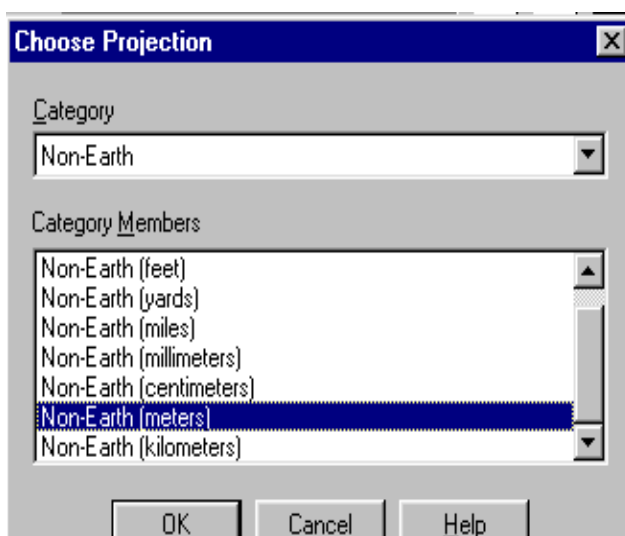 Choose Projection
Category
Non-Earth
Category Members
Non-Earth (feet)
Non-Earth (yards)
Non-Earth (miles)
Non-Earth (millimeters)
Non-Earth (centimeters)
Non-Earth (meters)
Non-Earth (kilometers)
OK Cancel Help